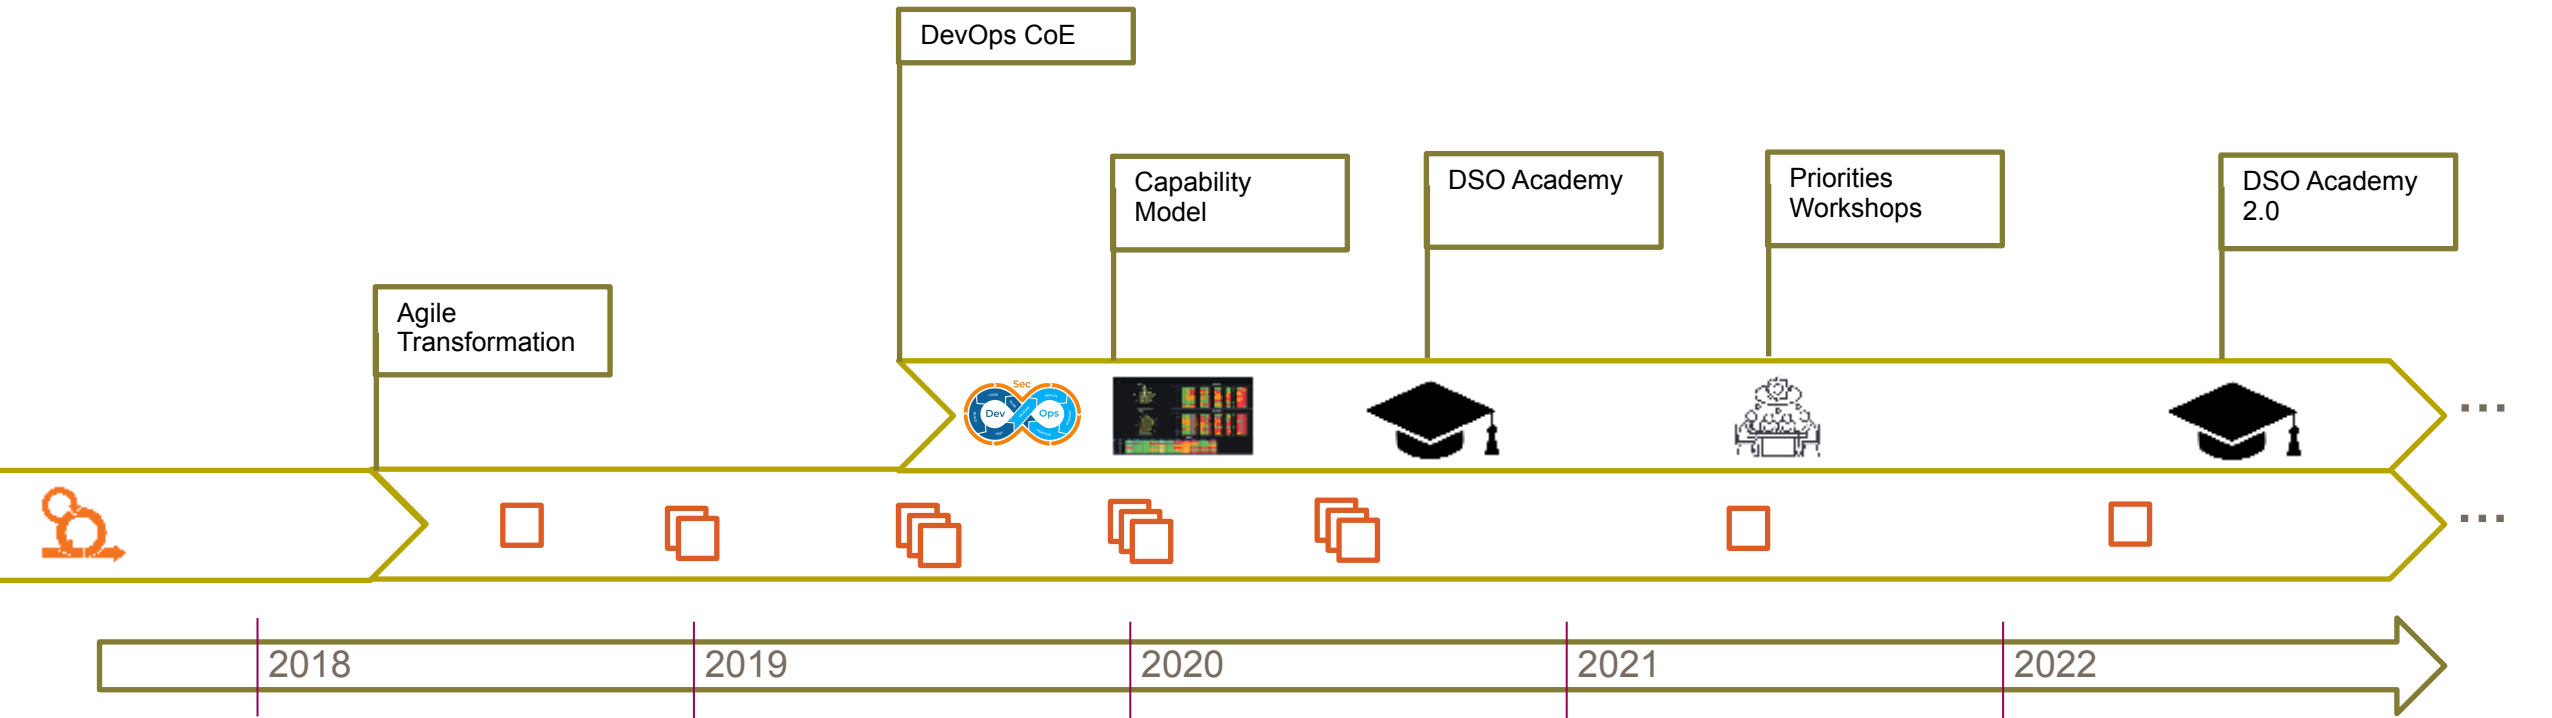 DevOps CoE
Capability
Model
DSO Academy
Priorities
Workshops
DSO Academy
2.0
Agile
Transformation
Sec
Dev
Ops
...
...
2018
2019
2020
2021
2022